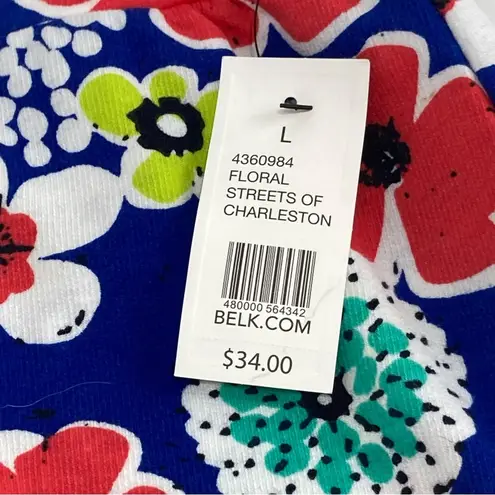 L
4360984
FLORAL
STREETS OF
CHARLESTON
480000 564342
BELK.COM
$34.00